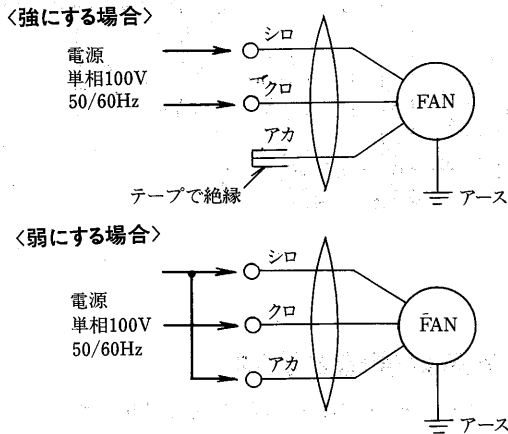 〈強にする場合〉
電源
単相100V
50/60Hz
シロ
クロ
アカ
テープで絶縁
FAN
アース
〈弱にする場合〉
電源
単相100V
50/60Hz
シロ
クロ
アカ
FAN
アース